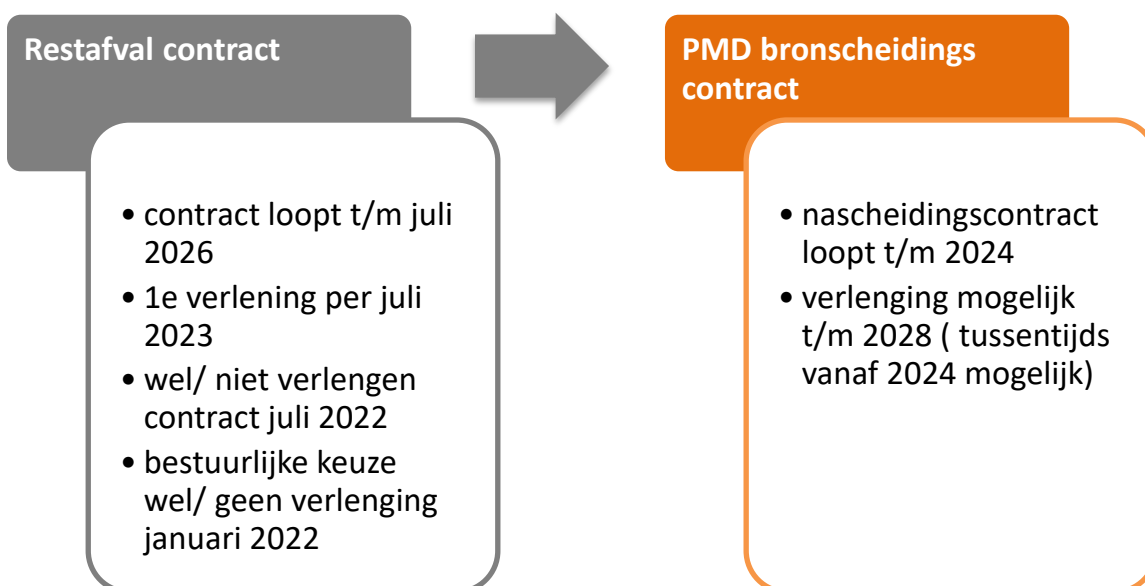 Restafval contract
• contract loopt t/m juli
2026
• 1e verlening per juli
2023
• wel/ niet verlengen
contract juli 2022
• bestuurlijke keuze
wel/ geen verlenging
januari 2022
PMD bronscheidings
contract
• nascheidingscontract
loopt t/m 2024
• verlenging mogelijk
t/m 2028 ( tussentijds
vanaf 2024 mogelijk)